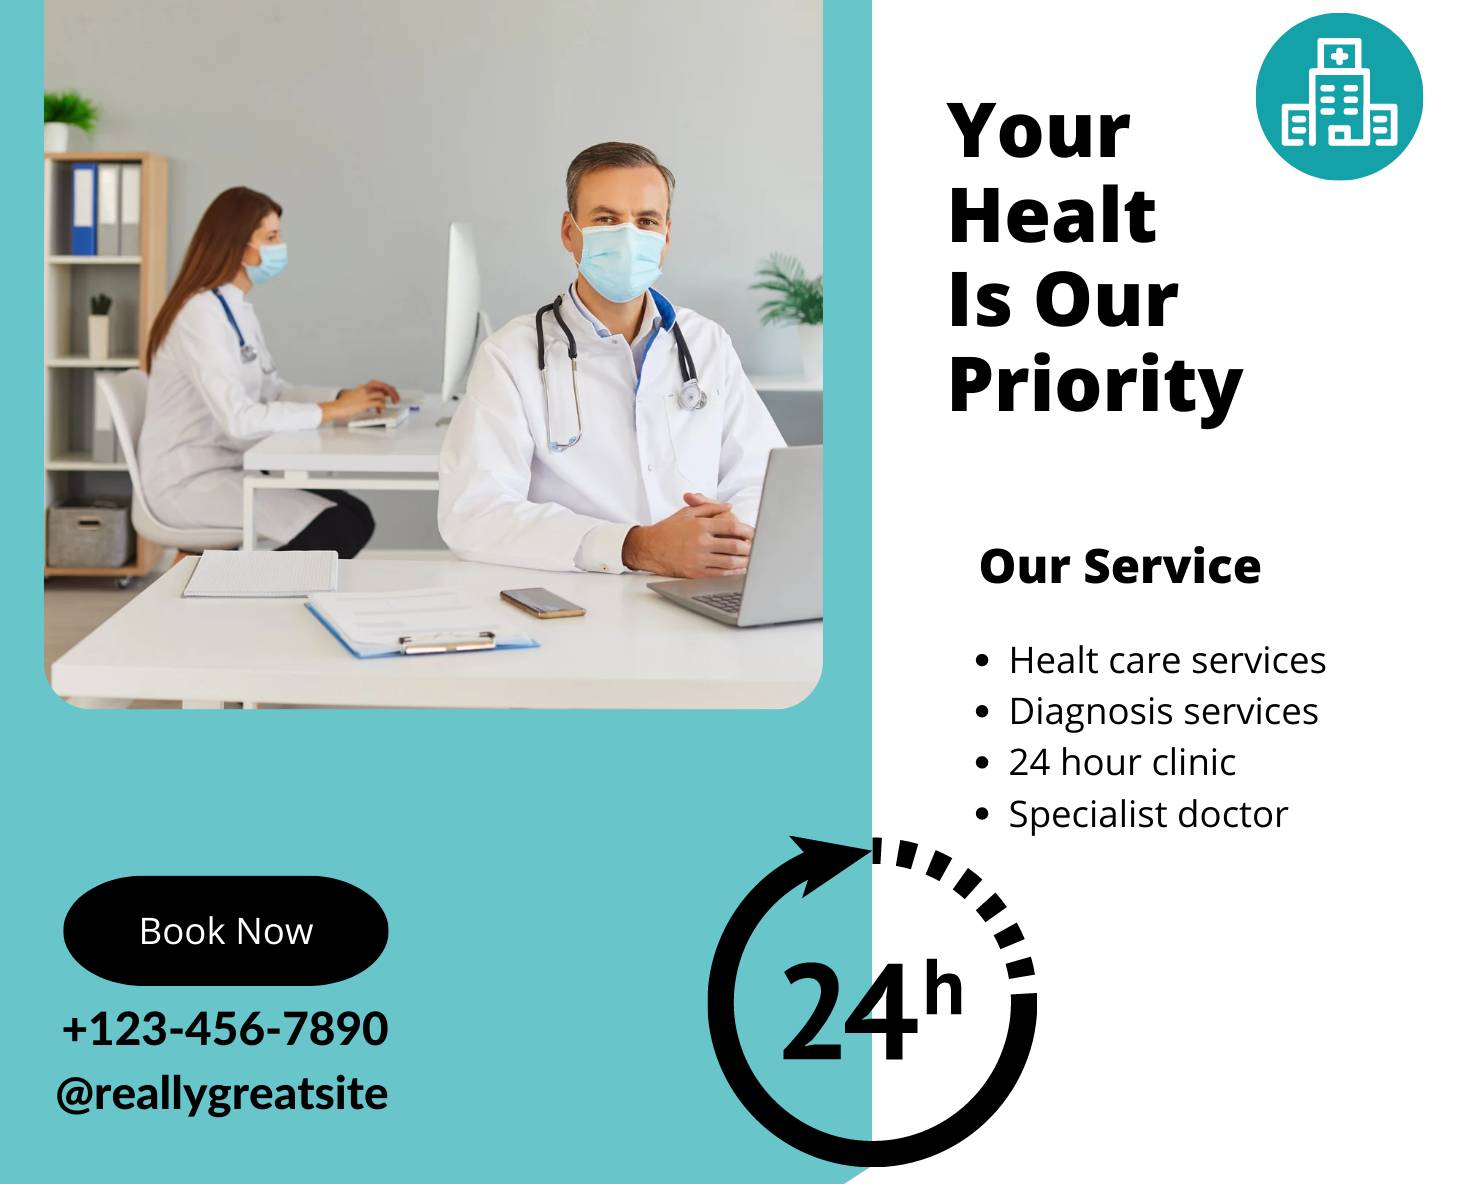 Your
Healt
Is Our
Priority
Our Service
Healt care services
Diagnosis services
24 hour clinic
Specialist doctor
24h
Book Now
+123-456-7890
@reallygreatsite